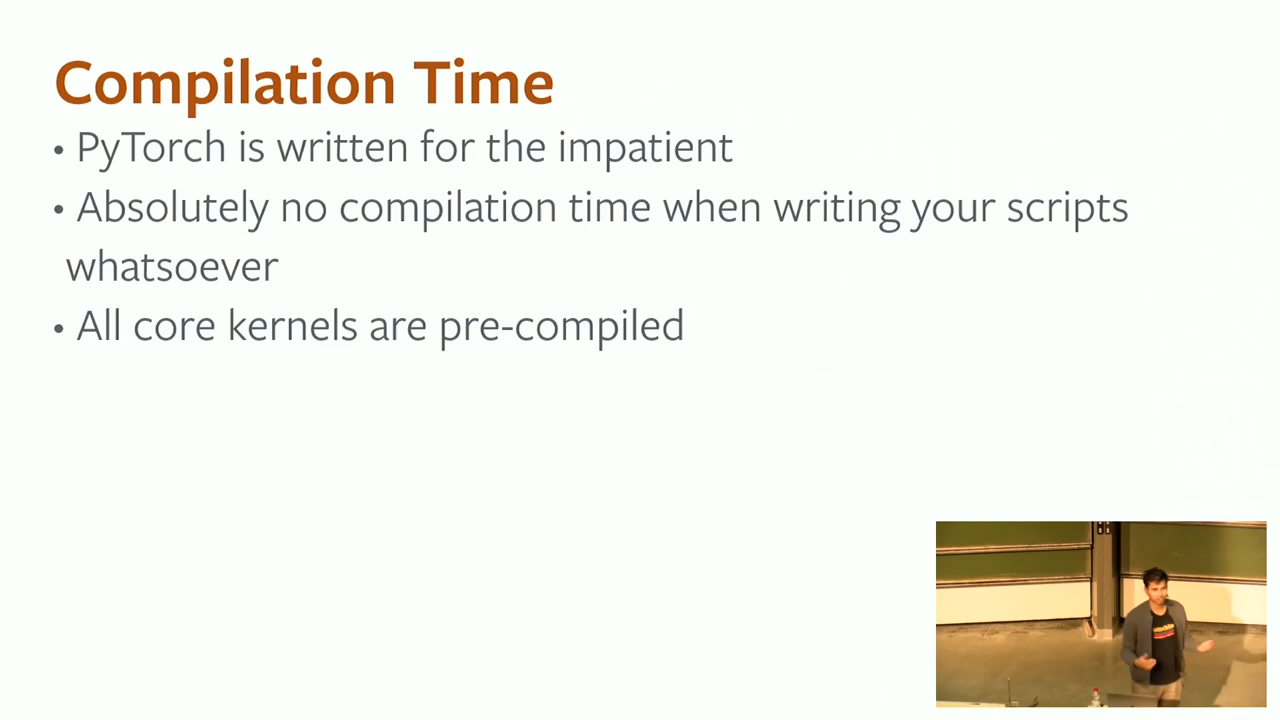 Compilation Time
• PyTorch is written for the impatient
• Absolutely no compilation time when writing your scripts
whatsoever
• All core kernels are pre-compiled